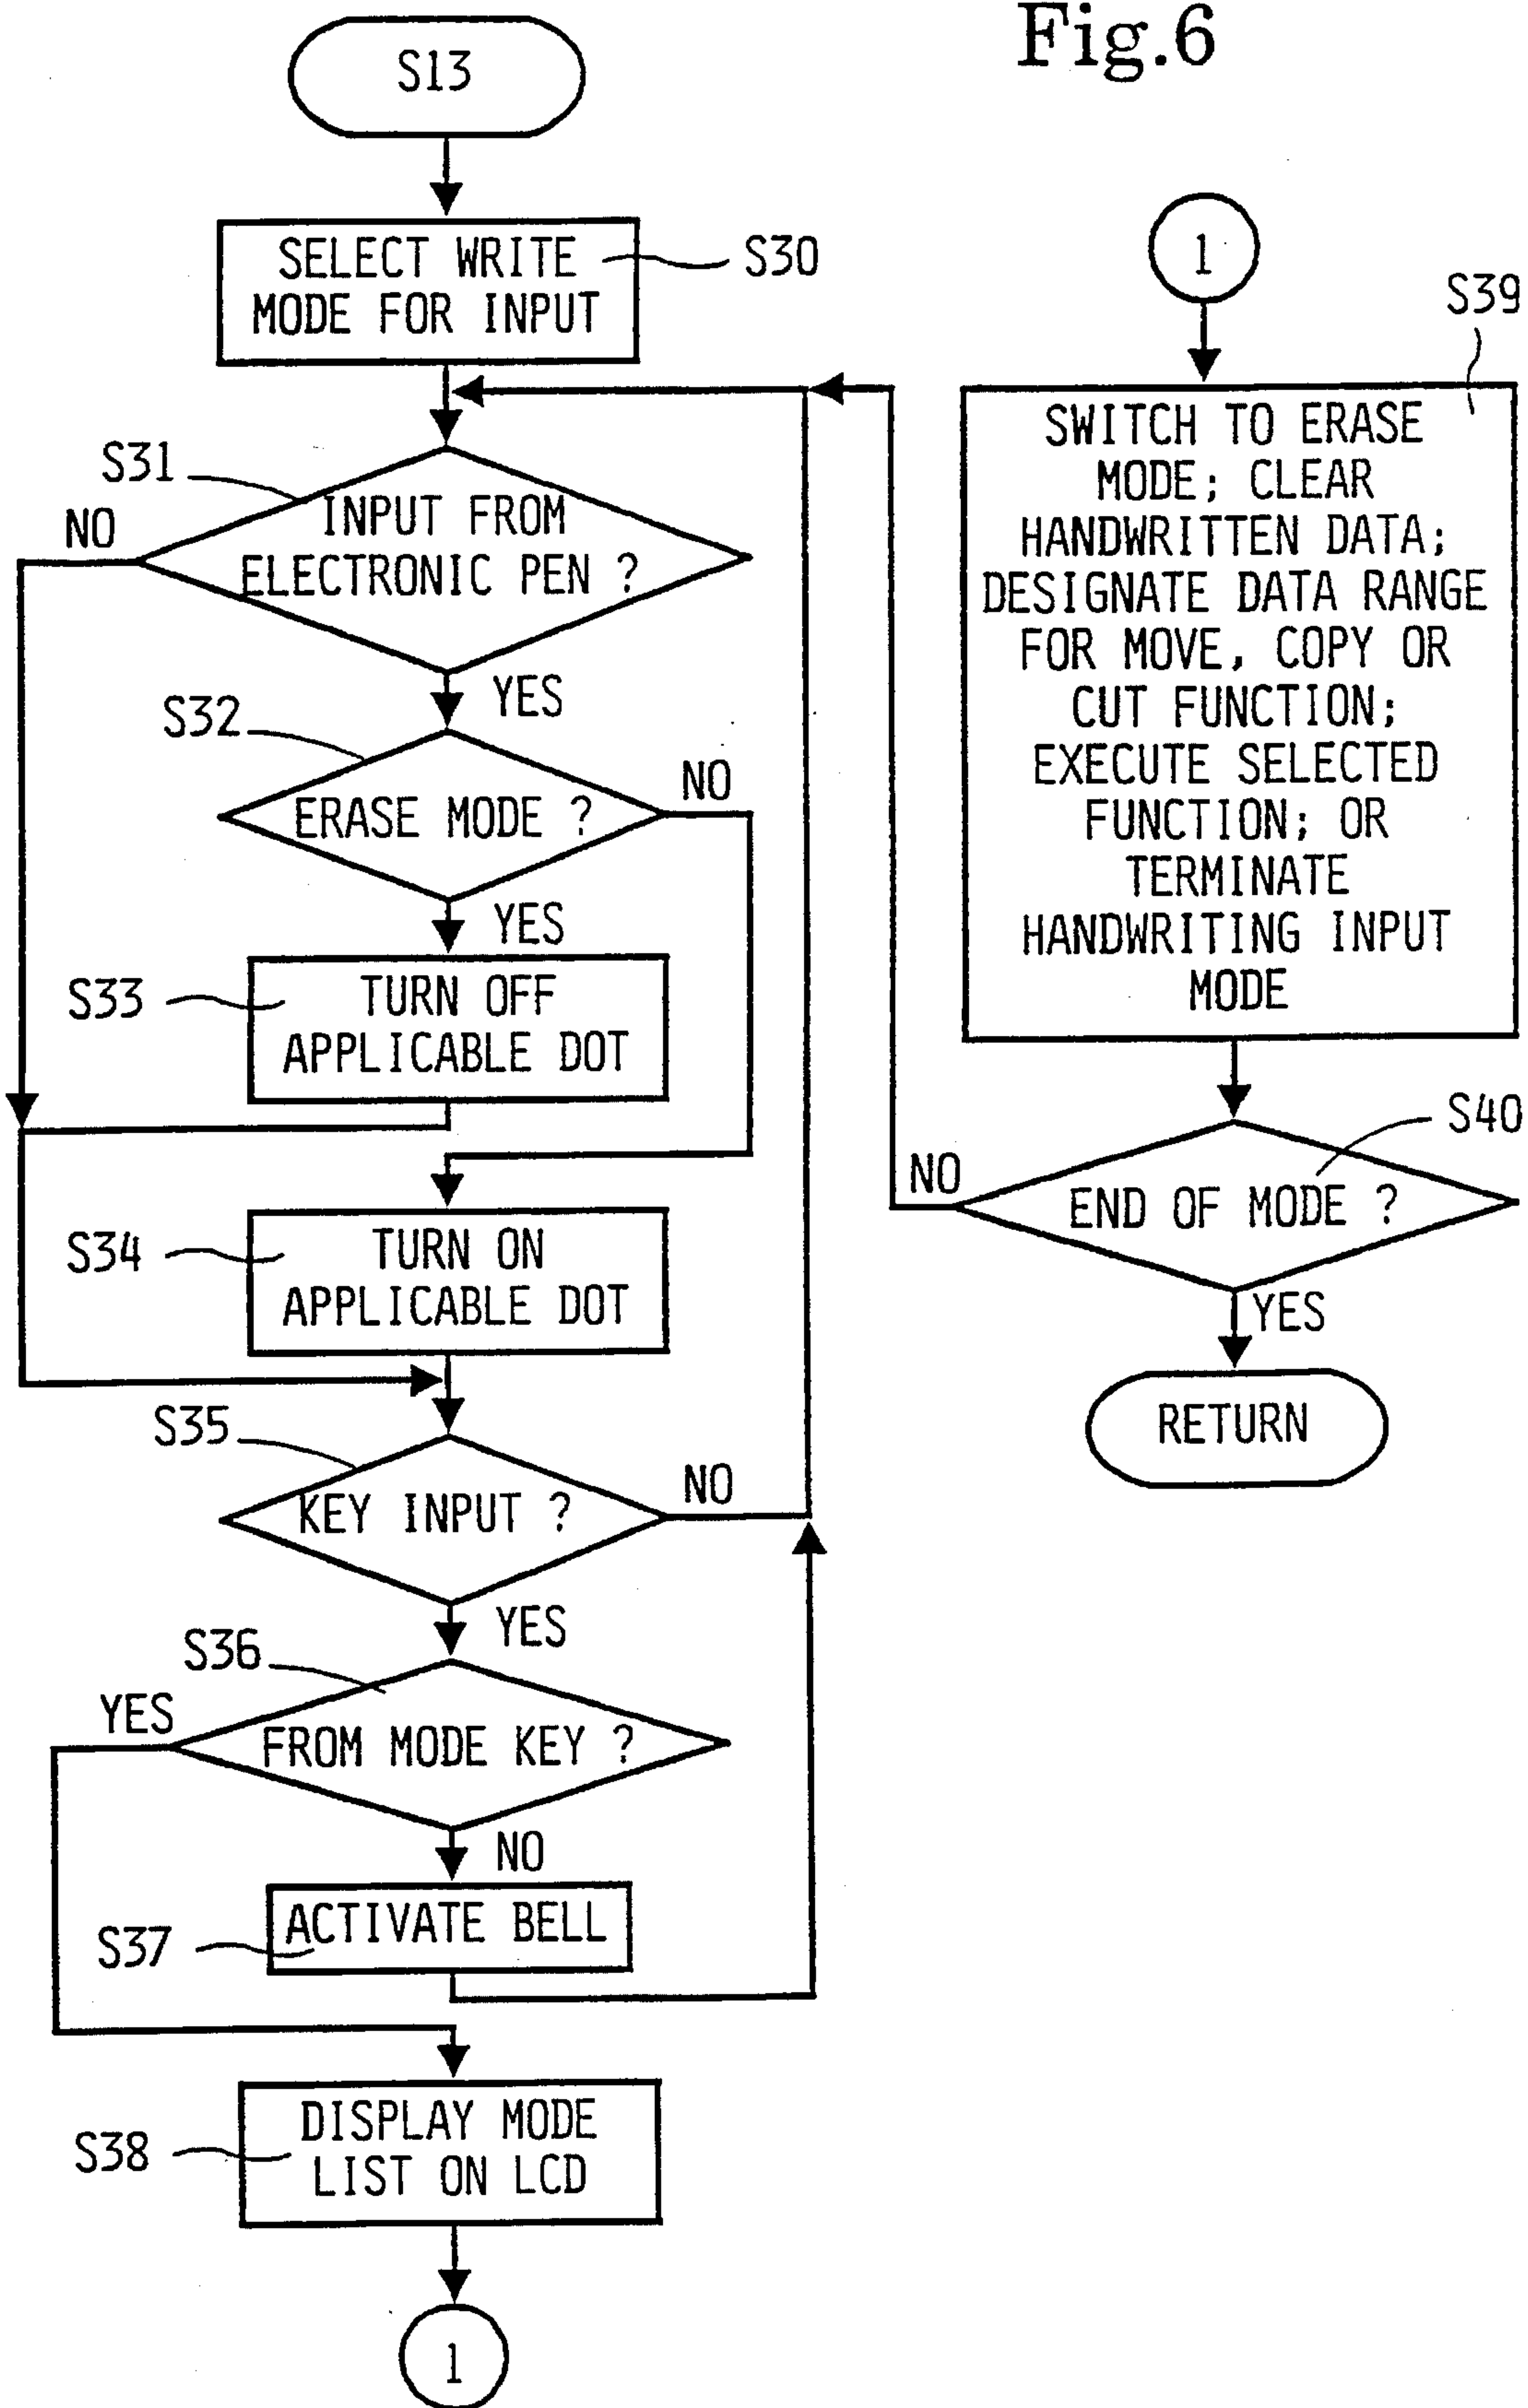 Fig.6
S13
SELECT WRITE
MODE FOR INPUT
S30
S31
INPUT FROM
ELECTRONIC PEN ?
NO
YES
S32
ERASE MODE ?
NO
YES
S33
TURN OFF
APPLICABLE DOT
S34
TURN ON
APPLICABLE DOT
S35
KEY INPUT ?
NO
YES
S36
YES
FROM MODE KEY ?
NO
S37
ACTIVATE BELL
S38
DISPLAY MODE
LIST ON LCD
1
1
S39
SWITCH TO ERASE
MODE; CLEAR
HANDWRITTEN DATA;
DESIGNATE DATA RANGE
FOR MOVE, COPY OR
CUT FUNCTION;
EXECUTE SELECTED
FUNCTION; OR
TERMINATE
HANDWRITING INPUT
MODE
S40
NO
END OF MODE ?
YES
RETURN